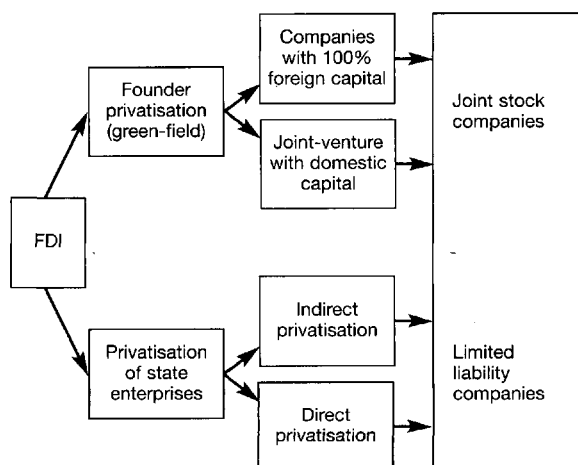 Companies
with 100%
foreign capital
Founder
privatisation
(green-field)
Joint stock
companies
Joint-venture
with domestic
capital
FDI
Indirect
privatisation
Privatisation
of state
enterprises
Limited
liability
companies
Direct
privatisation